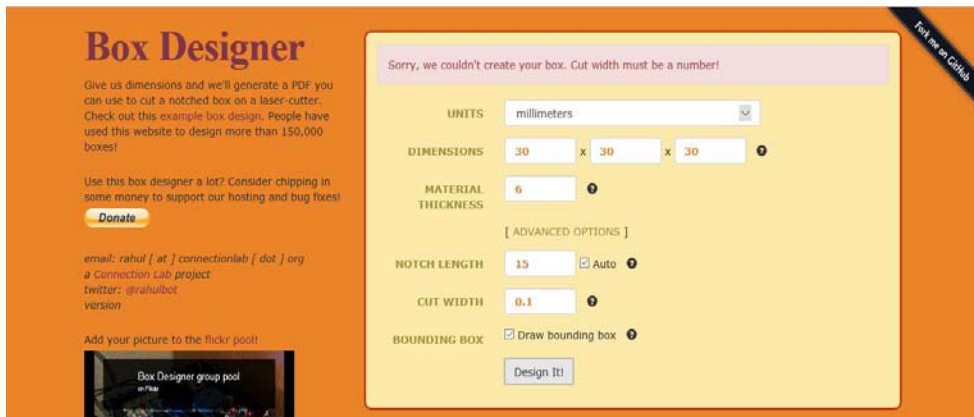 Box Designer
Give us dimensions and we'll generate a PDF you
can use to cut a notched box on a laser-cutter.
Check out this example box design. People have
used this website to design more than 150,000
boxes!
Use this box designer a lot? Consider chipping in
some money to support our hosting and bug fixes!
Donate
email: rahul [ at ] connectionlab [ dot ] org
a Connection Lab project
twitter: @rahulbot
version
Add your picture to the flickr pool!
Box Designer group pool
on Flickr
Sorry, we couldn't create your box. Cut width must be a number!
UNITS millimeters
DIMENSIONS 30 x 30 x 30 ?
MATERIAL THICKNESS 6 ?
[ ADVANCED OPTIONS ]
NOTCH LENGTH 15 Auto ?
CUT WIDTH 0.1 ?
BOUNDING BOX Draw bounding box ?
Design It!
Fork me on GitHub